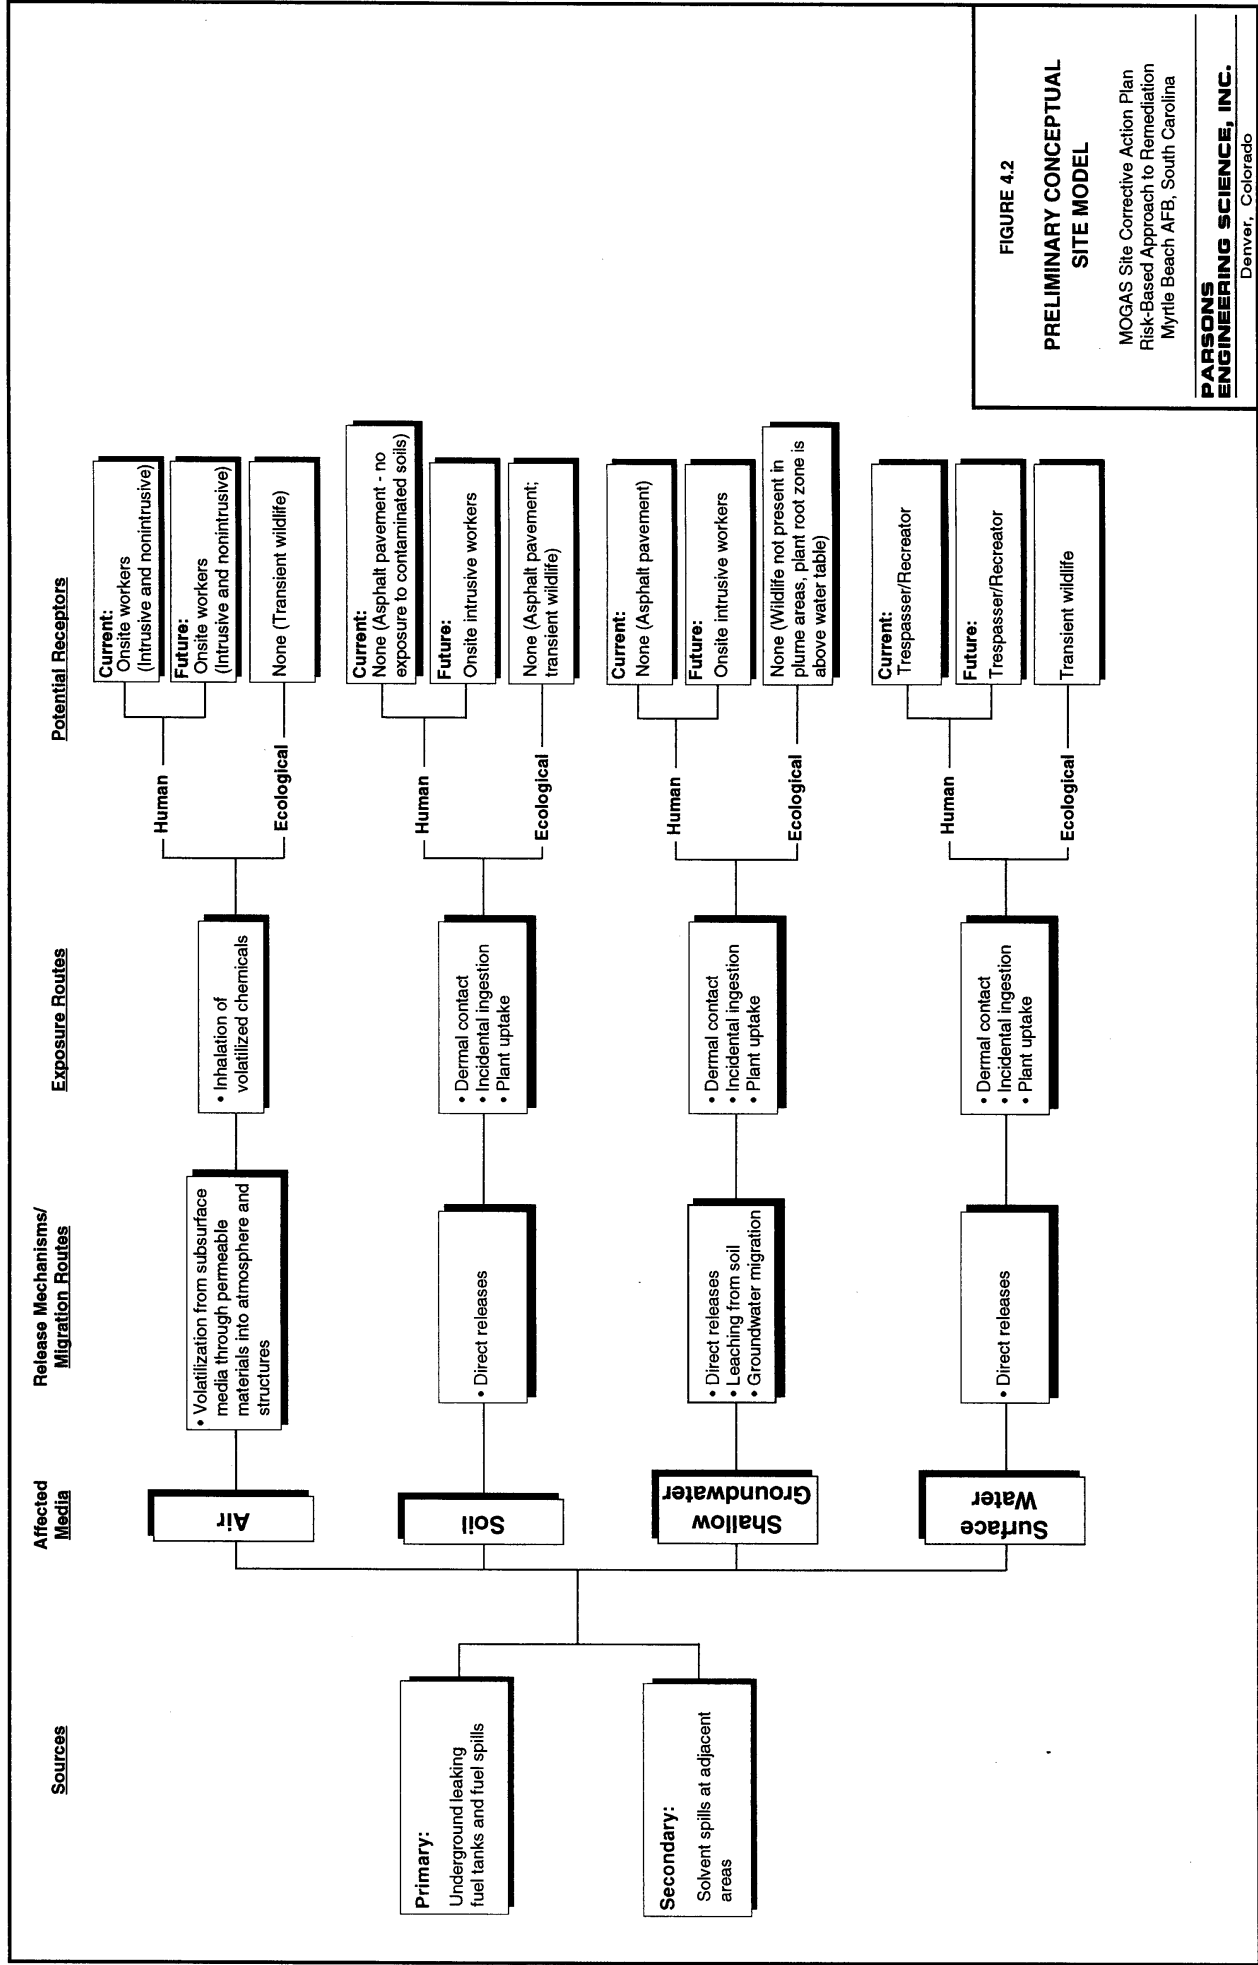 Sources
Affected
Media
Release Mechanisms/
Migration Routes
Exposure Routes
Potential Receptors
Primary:
Underground leaking
fuel tanks and fuel spills
Secondary:
Solvent spills at adjacent
areas
Air
• Volatilization from subsurface
media through permeable
materials into atmosphere and
structures
• Inhalation of
volatilized chemicals
Human
Current:
Onsite workers
(Intrusive and nonintrusive)
Future:
Onsite workers
(Intrusive and nonintrusive)
Ecological
None (Transient wildlife)
Soil
• Direct releases
• Dermal contact
• Incidental ingestion
• Plant uptake
Human
Current:
None (Asphalt pavement - no
exposure to contaminated soils)
Future:
Onsite intrusive workers
Ecological
None (Asphalt pavement;
transient wildlife)
Shallow
Groundwater
• Direct releases
• Leaching from soil
• Groundwater migration
• Dermal contact
• Incidental ingestion
• Plant uptake
Human
Current:
None (Asphalt pavement)
Future:
Onsite intrusive workers
Ecological
None (Wildlife not present in
plume areas, plant root zone is
above water table)
Surface
Water
• Direct releases
• Dermal contact
• Incidental ingestion
• Plant uptake
Human
Current:
Trespasser/Recreator
Future:
Trespasser/Recreator
Ecological
Transient wildlife
FIGURE 4.2
PRELIMINARY CONCEPTUAL
SITE MODEL
MOGAS Site Corrective Action Plan
Risk-Based Approach to Remediation
Myrtle Beach AFB, South Carolina
PARSONS
ENGINEERING SCIENCE, INC.
Denver, Colorado